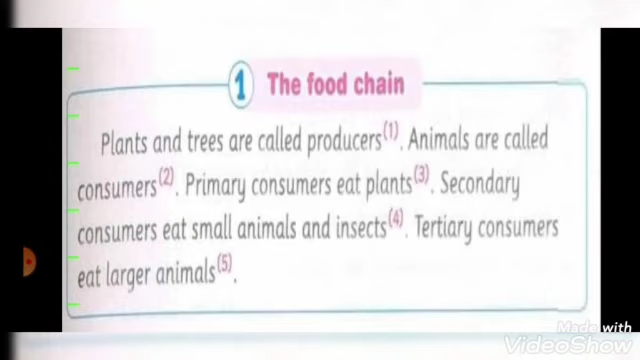 1 The food chain
Plants and trees are called producers(1). Animals are called
consumers(2). Primary consumers eat plants(3). Secondary
consumers eat small animals and insects(4). Tertiary consumers
eat larger animals(5).
Made with
VideoShow